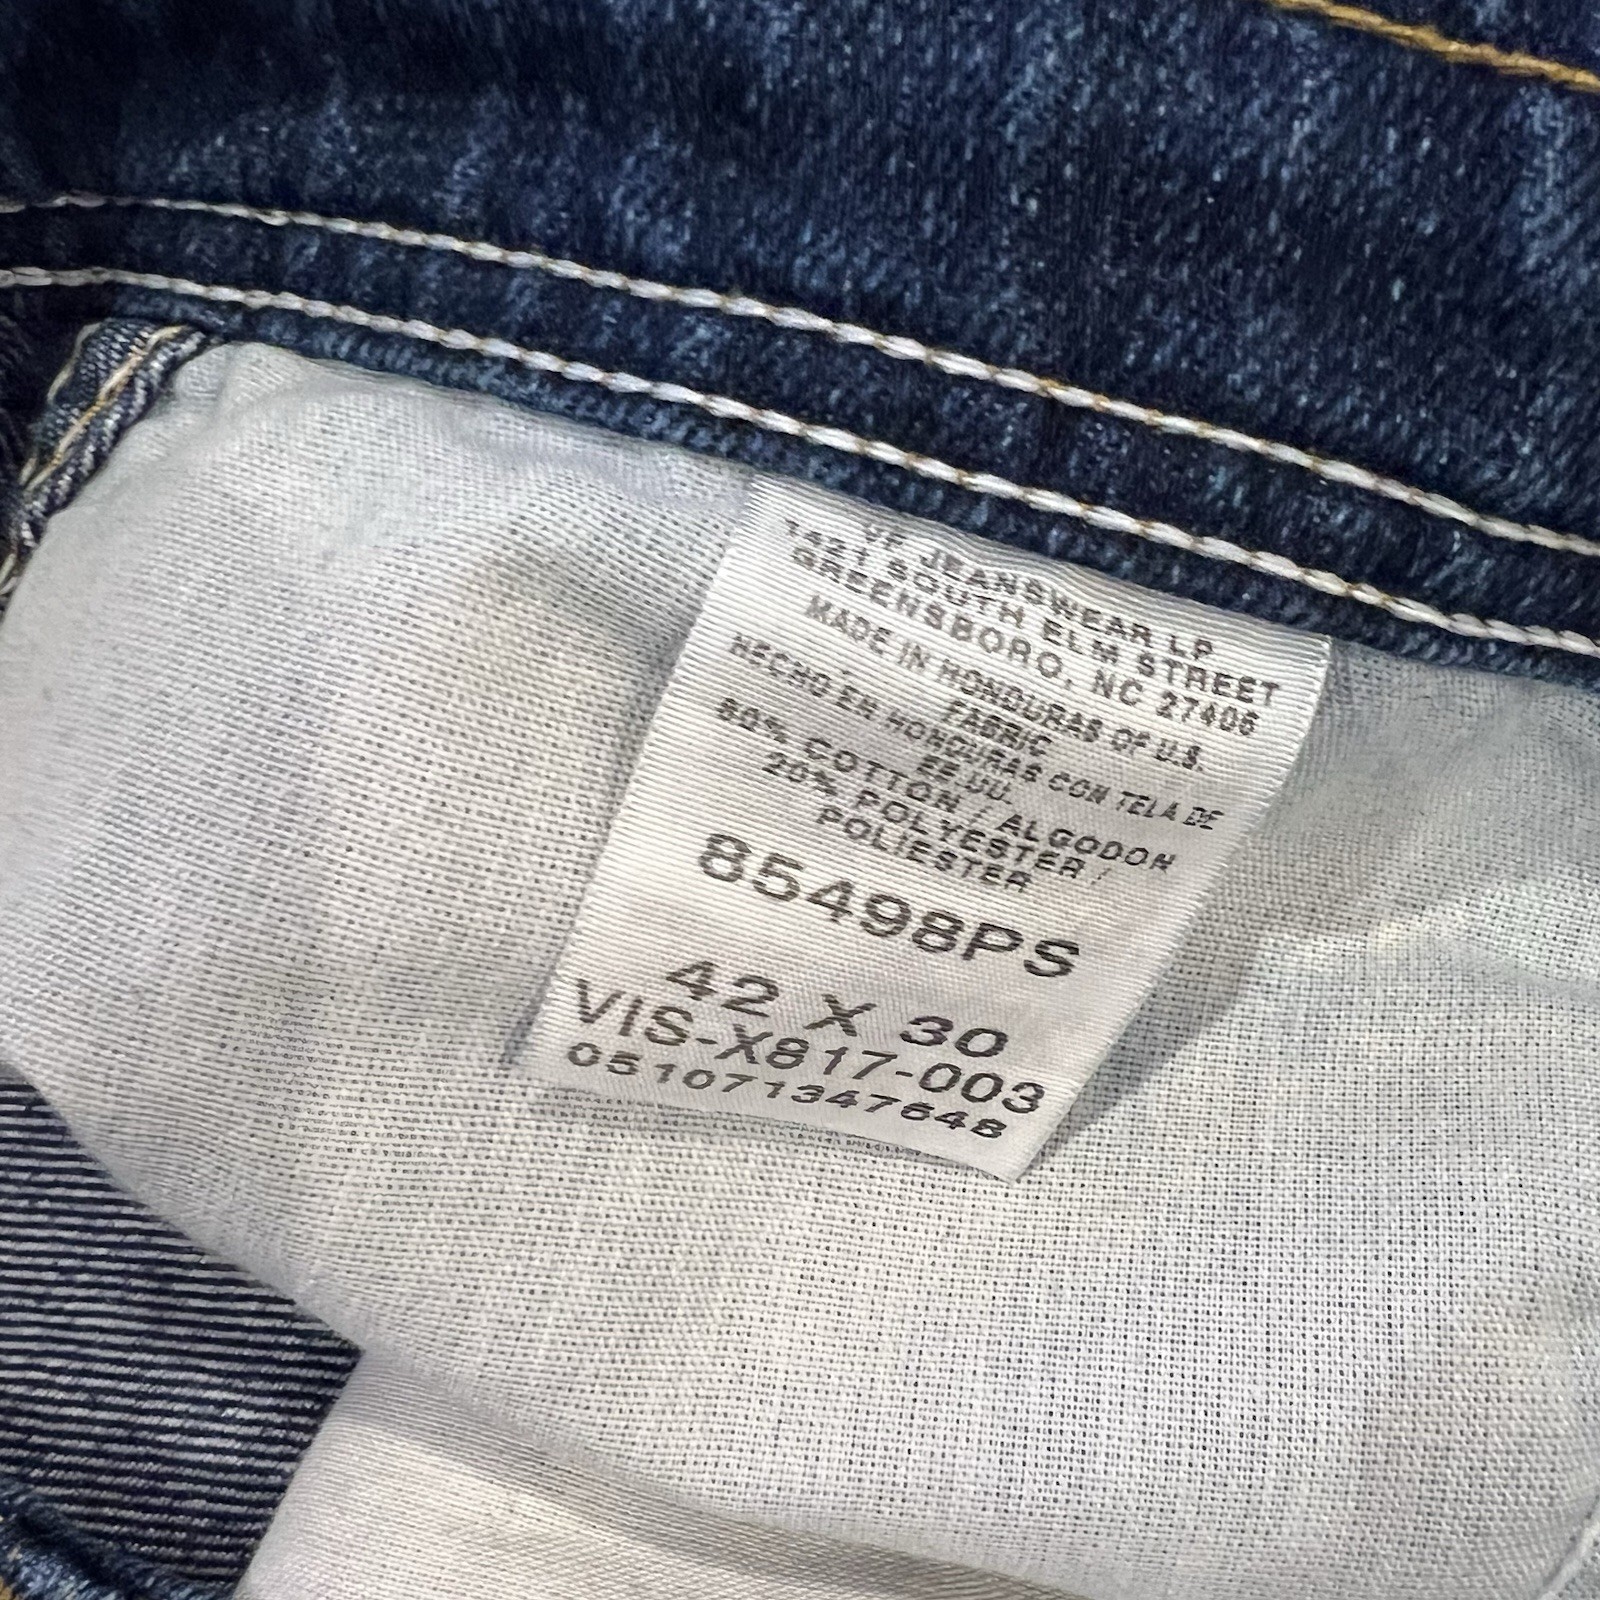 VF JEANSWEAR LP
1421 SOUTH ELM STREET
GREENSBORO, NC 27406
MADE IN HONDURAS OF U.S.
FABRIC
HECHO EN HONDURAS CON TELA DE
EE.UU.
80% COTTON / ALGODON
20% POLYESTER /
POLIESTER
85498PS
42 X 30
VIS-X817-003
051071347648